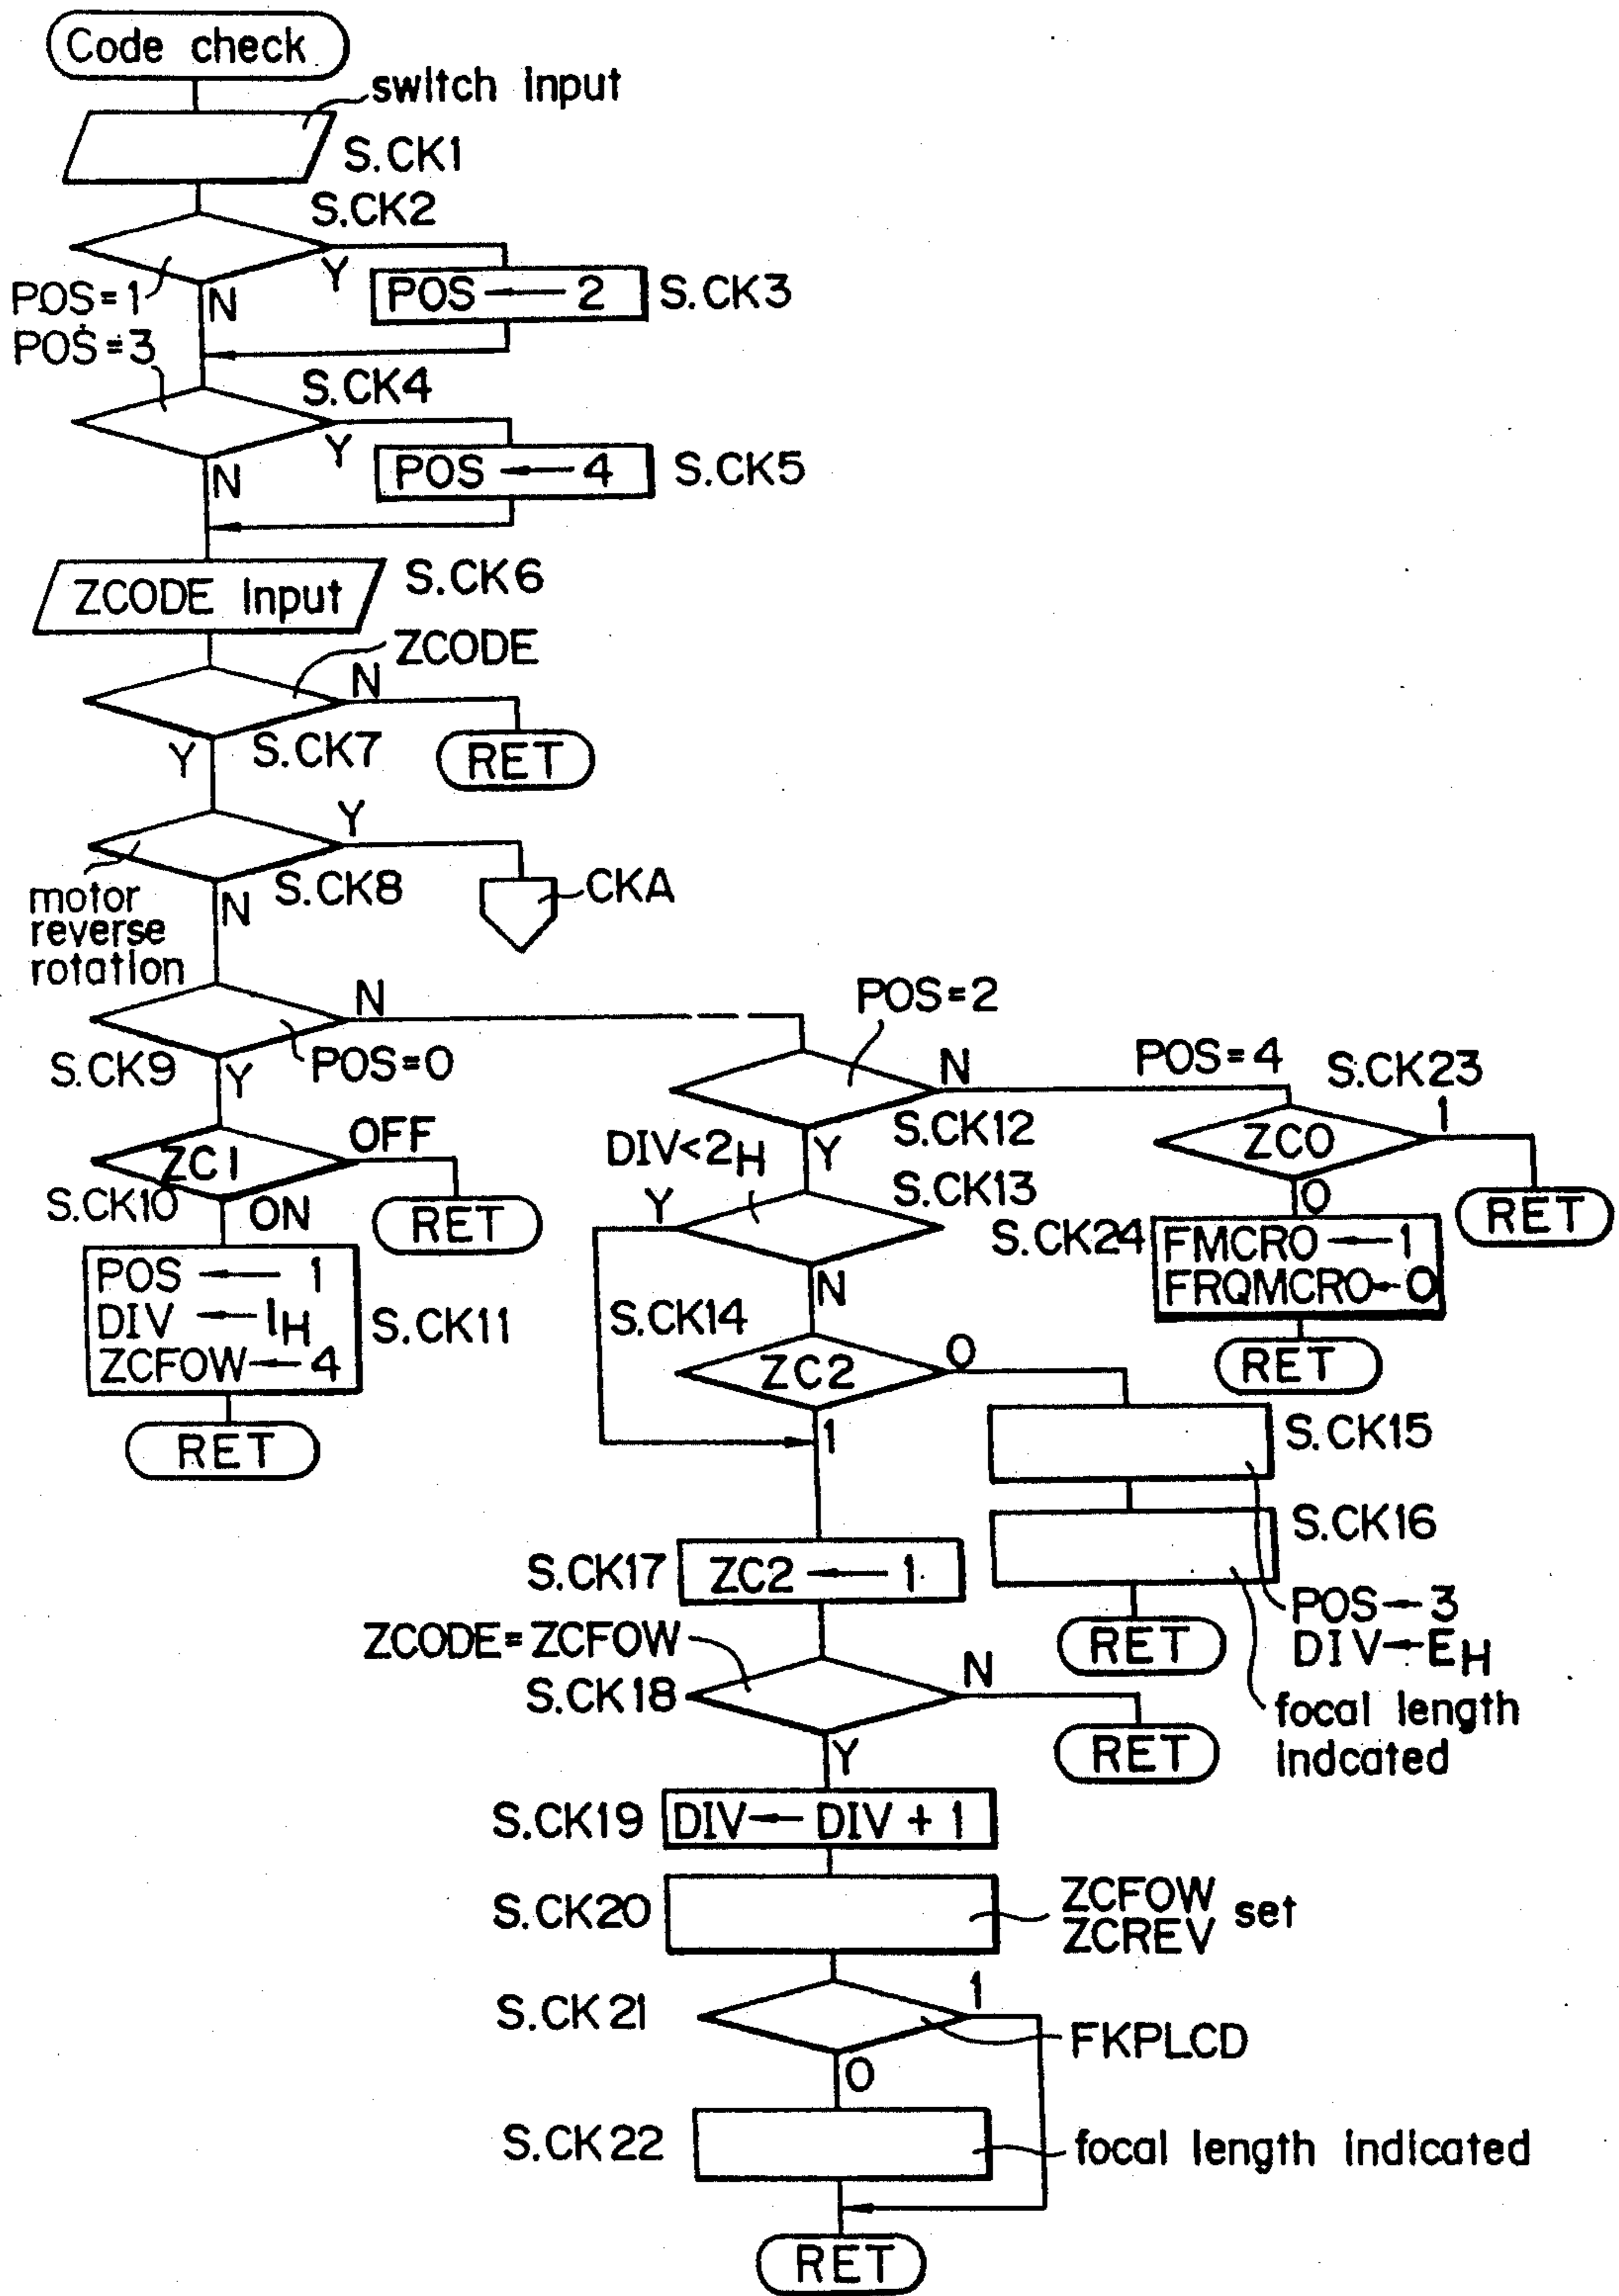 Code check
switch input
S.CK1
S.CK2
Y
POS=1
N
POS ← 2
S.CK3
POS=3
S.CK4
Y
N
POS ← 4
S.CK5
ZCODE Input
S.CK6
ZCODE
N
Y
S.CK7
RET
Y
motor
reverse
rotation
N
S.CK8
CKA
N
S.CK9
Y
POS=0
POS=2
N
S.CK12
POS=4
S.CK23
1
ZC0
0
RET
ZC1
OFF
S.CK10
ON
RET
DIV<2H
Y
S.CK13
Y
N
S.CK24
FMCRO ← 1
FRQMCRO ← 0
RET
POS ← 1
DIV ← 1H
ZCFOW ← 4
S.CK11
RET
S.CK14
ZC2
0
1
S.CK15
S.CK16
POS ← 3
DIV ← EH
RET
focal length
indcated
S.CK17
ZC2 ← 1
ZCODE=ZCFOW
S.CK18
N
RET
Y
S.CK19
DIV ← DIV + 1
S.CK20
ZCFOW
ZCREV set
S.CK21
1
FKPLCD
0
S.CK22
focal length indicated
RET